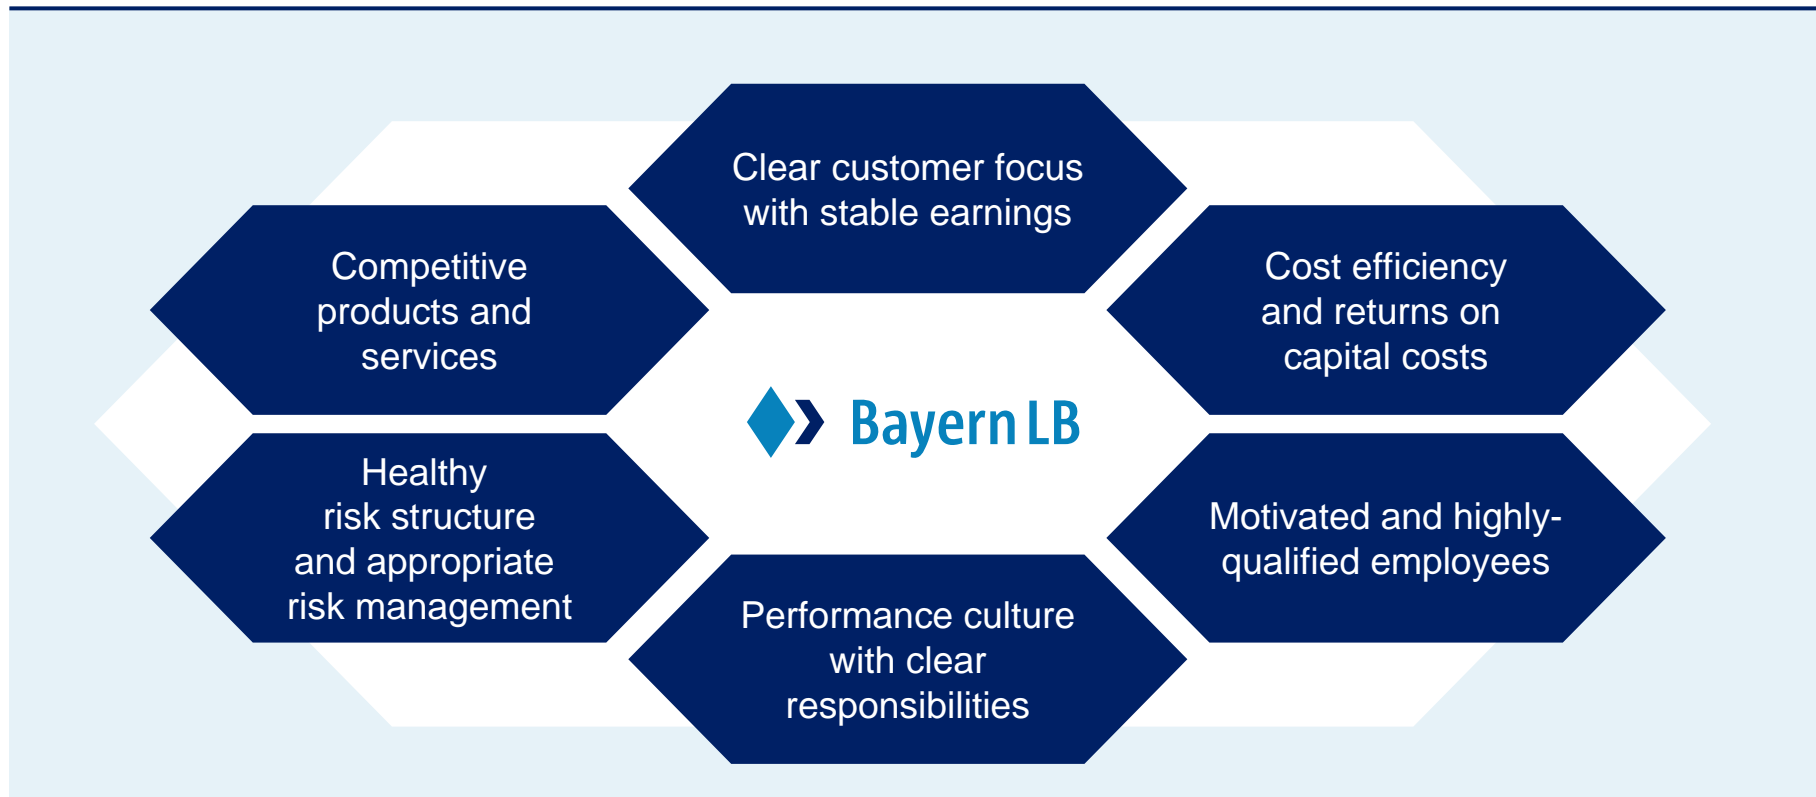 Clear customer focus
with stable earnings
Competitive
products and
services
Cost efficiency
and returns on
capital costs
Bayern LB
Healthy
risk structure
and appropriate
risk management
Motivated and highly-
qualified employees
Performance culture
with clear
responsibilities